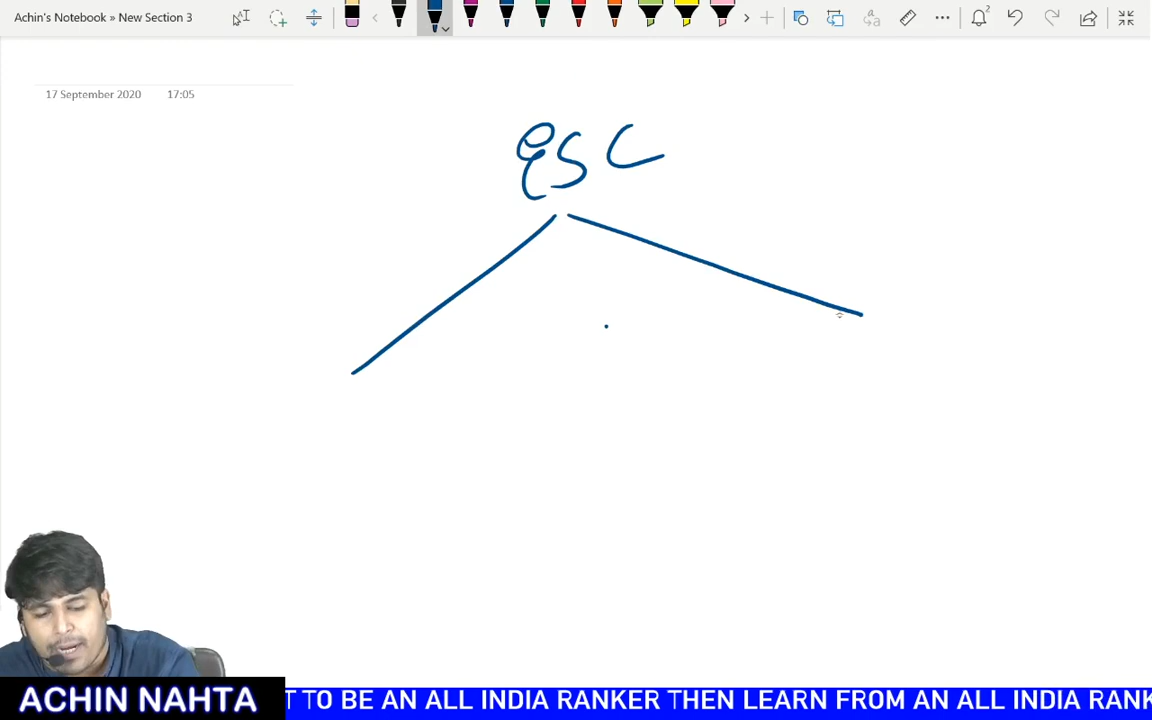 Achin's Notebook » New Section 3
2
17 September 2020 17:05
ACHIN NAHTA
T TO BE AN ALL INDIA RANKER THEN LEARN FROM AN ALL INDIA RANK